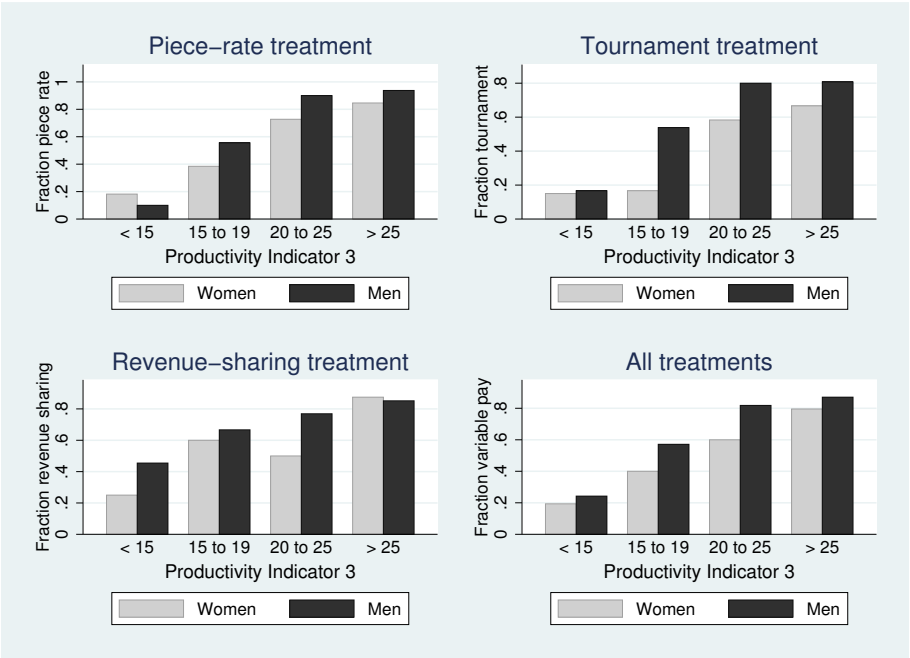 Piece−rate treatment
Fraction piece rate
0 .2 .4 .6 .8 1
< 15 15 to 19 20 to 25 > 25
Productivity Indicator 3
Women Men
Tournament treatment
Fraction tournament
0 .2 .4 .6 .8
< 15 15 to 19 20 to 25 > 25
Productivity Indicator 3
Women Men
Revenue−sharing treatment
Fraction revenue sharing
0 .2 .4 .6 .8
< 15 15 to 19 20 to 25 > 25
Productivity Indicator 3
Women Men
All treatments
Fraction variable pay
0 .2 .4 .6 .8
< 15 15 to 19 20 to 25 > 25
Productivity Indicator 3
Women Men